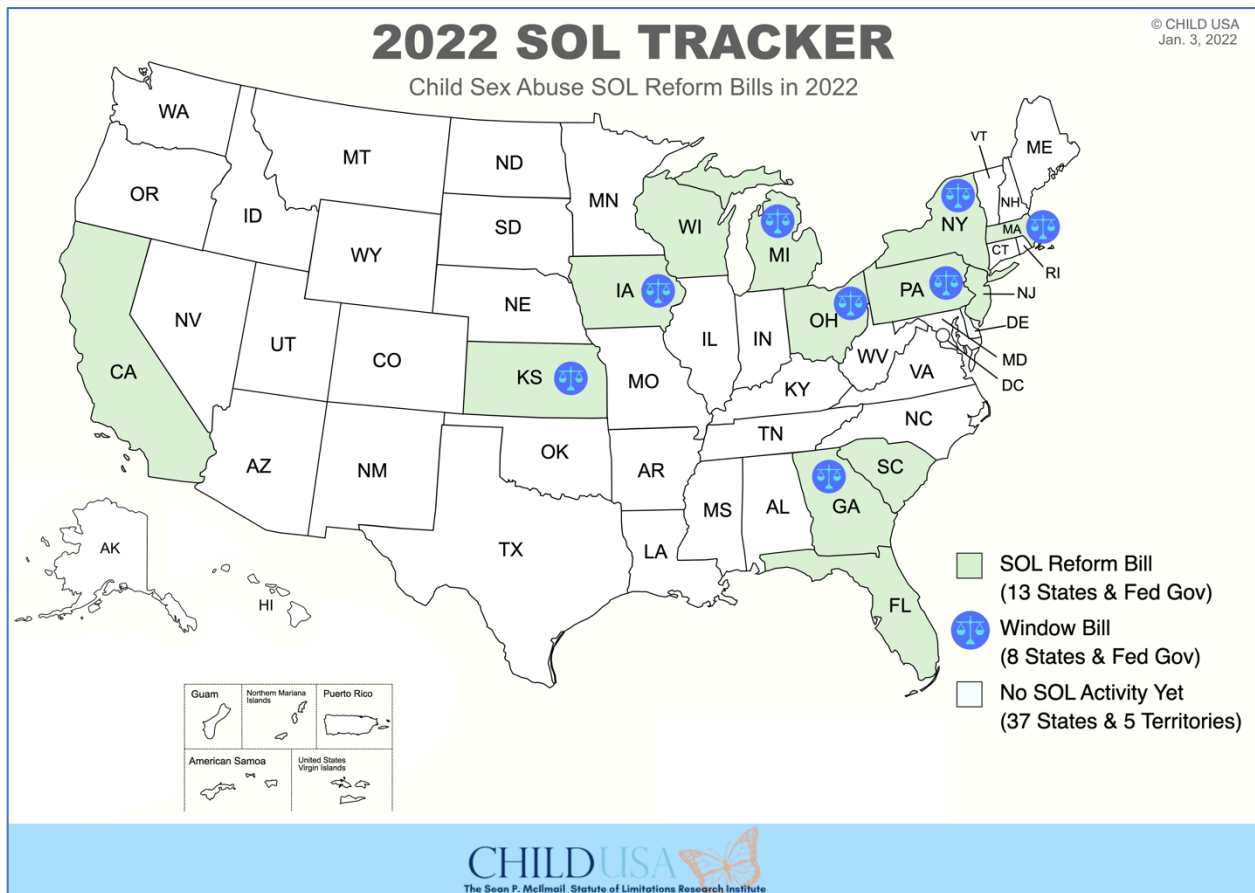 2022 SOL TRACKER
© CHILD USA
Jan. 3, 2022
Child Sex Abuse SOL Reform Bills in 2022
WA
MT
ND
MN
VT
ME
OR
ID
SD
WI
MI
NH
NY
MA
WY
CT
RI
IA
PA
NJ
NE
NV
UT
CO
IL
IN
OH
DE
MD
DC
CA
KS
MO
WV
VA
KY
NC
TN
AZ
NM
OK
AR
SC
MS
AL
GA
TX
LA
FL
AK
HI
SOL Reform Bill
(13 States & Fed Gov)
Window Bill
(8 States & Fed Gov)
No SOL Activity Yet
(37 States & 5 Territories)
Guam
Northern Mariana
Islands
Puerto Rico
American Samoa
United States
Virgin Islands
CHILDUSA
The Sean P. McIlmail Statute of Limitations Research Institute